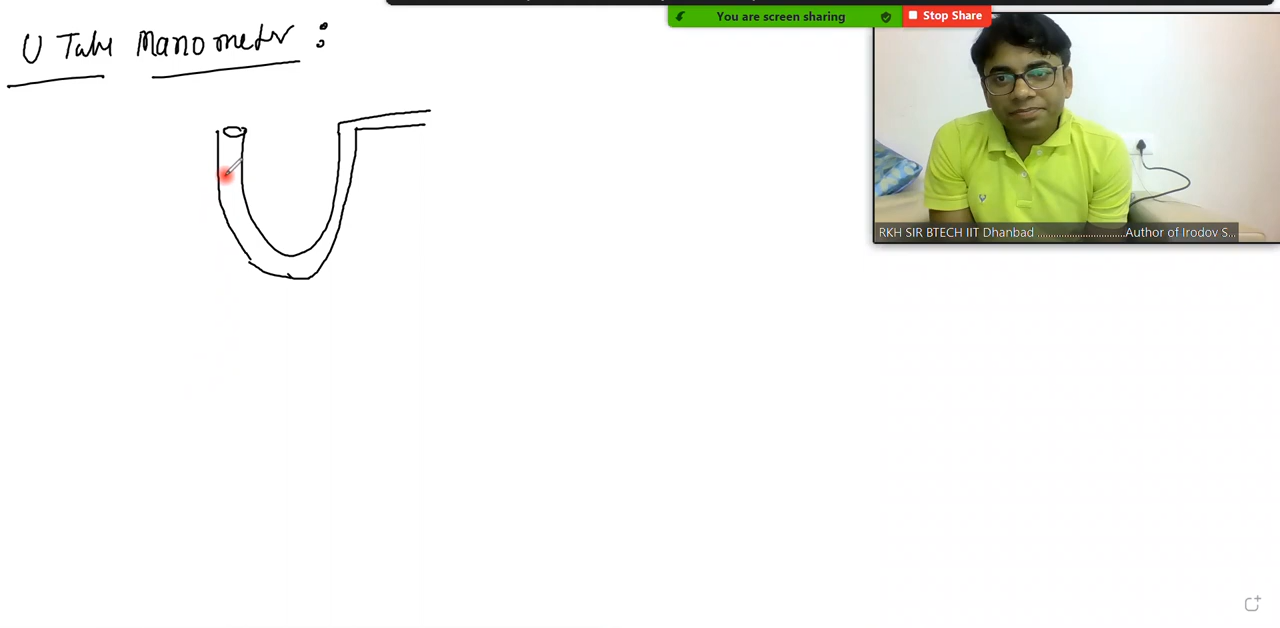 You are screen sharing
Stop Share
U Tube Manometer :
RKH SIR BTECH IIT Dhanbad ................................Author of Irodov S...